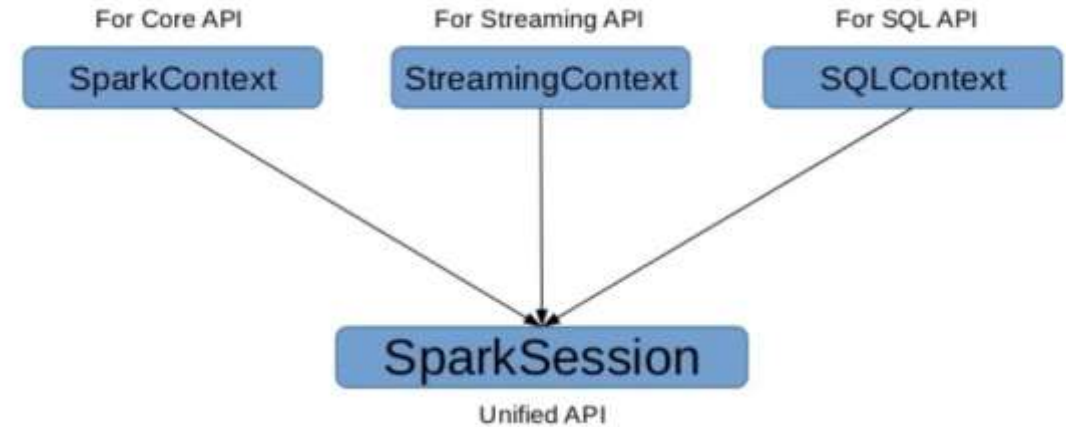 For Core API
For Streaming API
For SQL API
SparkContext
StreamingContext
SQLContext
SparkSession
Unified API